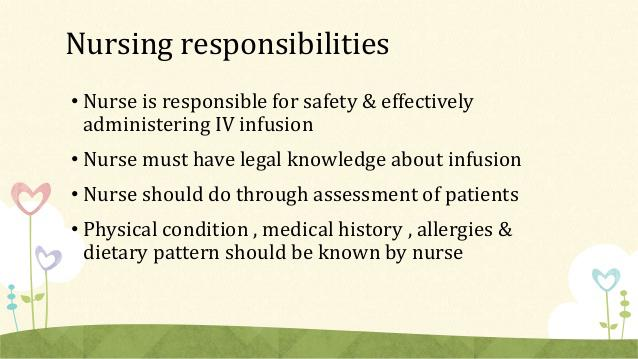 Nursing responsibilities
• Nurse is responsible for safety & effectively
administering IV infusion
• Nurse must have legal knowledge about infusion
• Nurse should do through assessment of patients
• Physical condition , medical history , allergies &
dietary pattern should be known by nurse